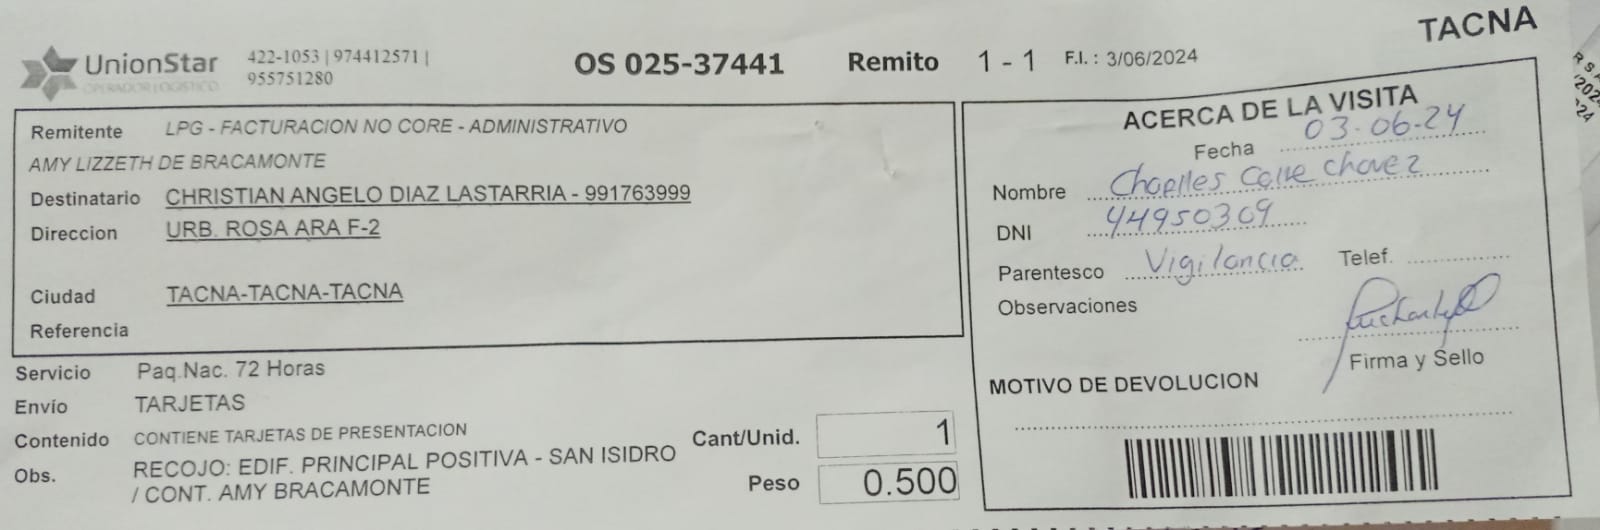 TACNA
UnionStar
OPERADOR LOGISTICO
422-1053 | 974412571 |
955751280
OS 025-37441
Remito 1 - 1 F.I. : 3/06/2024
Remitente LPG - FACTURACION NO CORE - ADMINISTRATIVO
AMY LIZZETH DE BRACAMONTE
Destinatario CHRISTIAN ANGELO DIAZ LASTARRIA - 991763999
Direccion URB. ROSA ARA F-2
Ciudad TACNA-TACNA-TACNA
Referencia
Servicio Paq.Nac. 72 Horas
Envío TARJETAS
Contenido CONTIENE TARJETAS DE PRESENTACION
Obs. RECOJO: EDIF. PRINCIPAL POSITIVA - SAN ISIDRO
/ CONT. AMY BRACAMONTE
Cant/Unid. 1
Peso 0.500
ACERCA DE LA VISITA
Fecha 03-06-24
Nombre Charlles Calle Chavez
DNI 44950309
Parentesco Vigilancia Telef.
Observaciones
Firma y Sello
MOTIVO DE DEVOLUCION